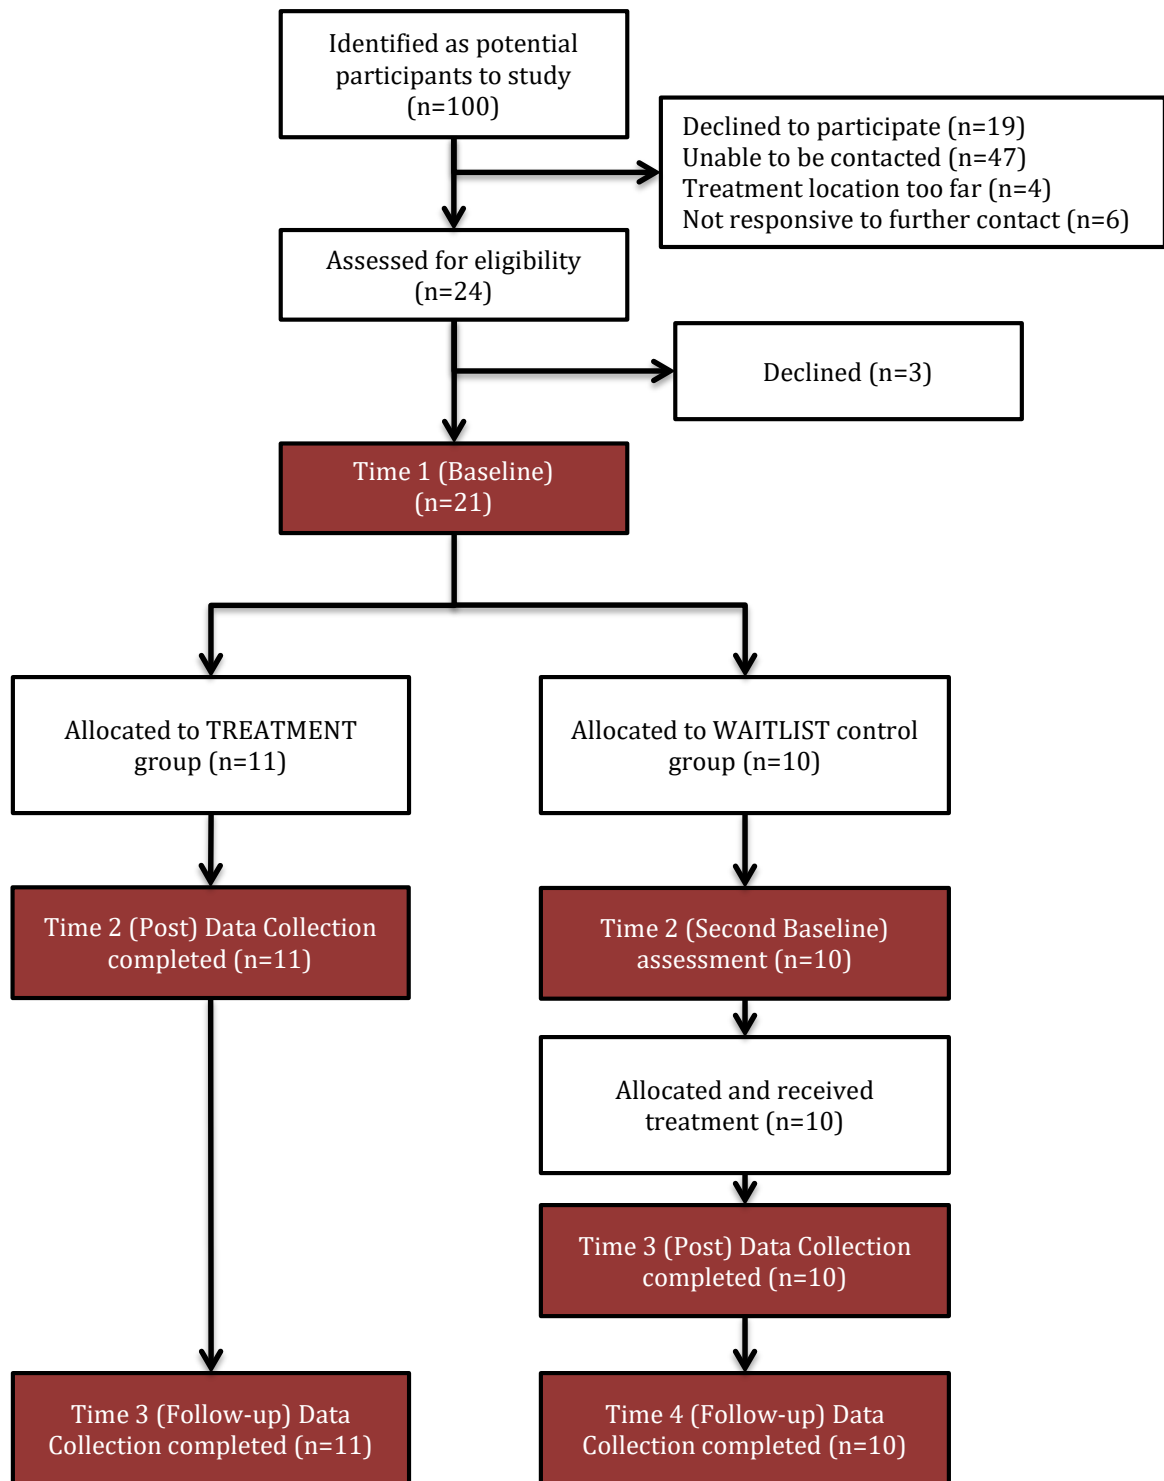 Identified as potential
participants to study
(n=100)
Declined to participate (n=19)
Unable to be contacted (n=47)
Treatment location too far (n=4)
Not responsive to further contact (n=6)
Assessed for eligibility
(n=24)
Declined (n=3)
Time 1 (Baseline)
(n=21)
Allocated to TREATMENT
group (n=11)
Allocated to WAITLIST control
group (n=10)
Time 2 (Post) Data Collection
completed (n=11)
Time 2 (Second Baseline)
assessment (n=10)
Allocated and received
treatment (n=10)
Time 3 (Post) Data Collection
completed (n=10)
Time 3 (Follow-up) Data
Collection completed (n=11)
Time 4 (Follow-up) Data
Collection completed (n=10)